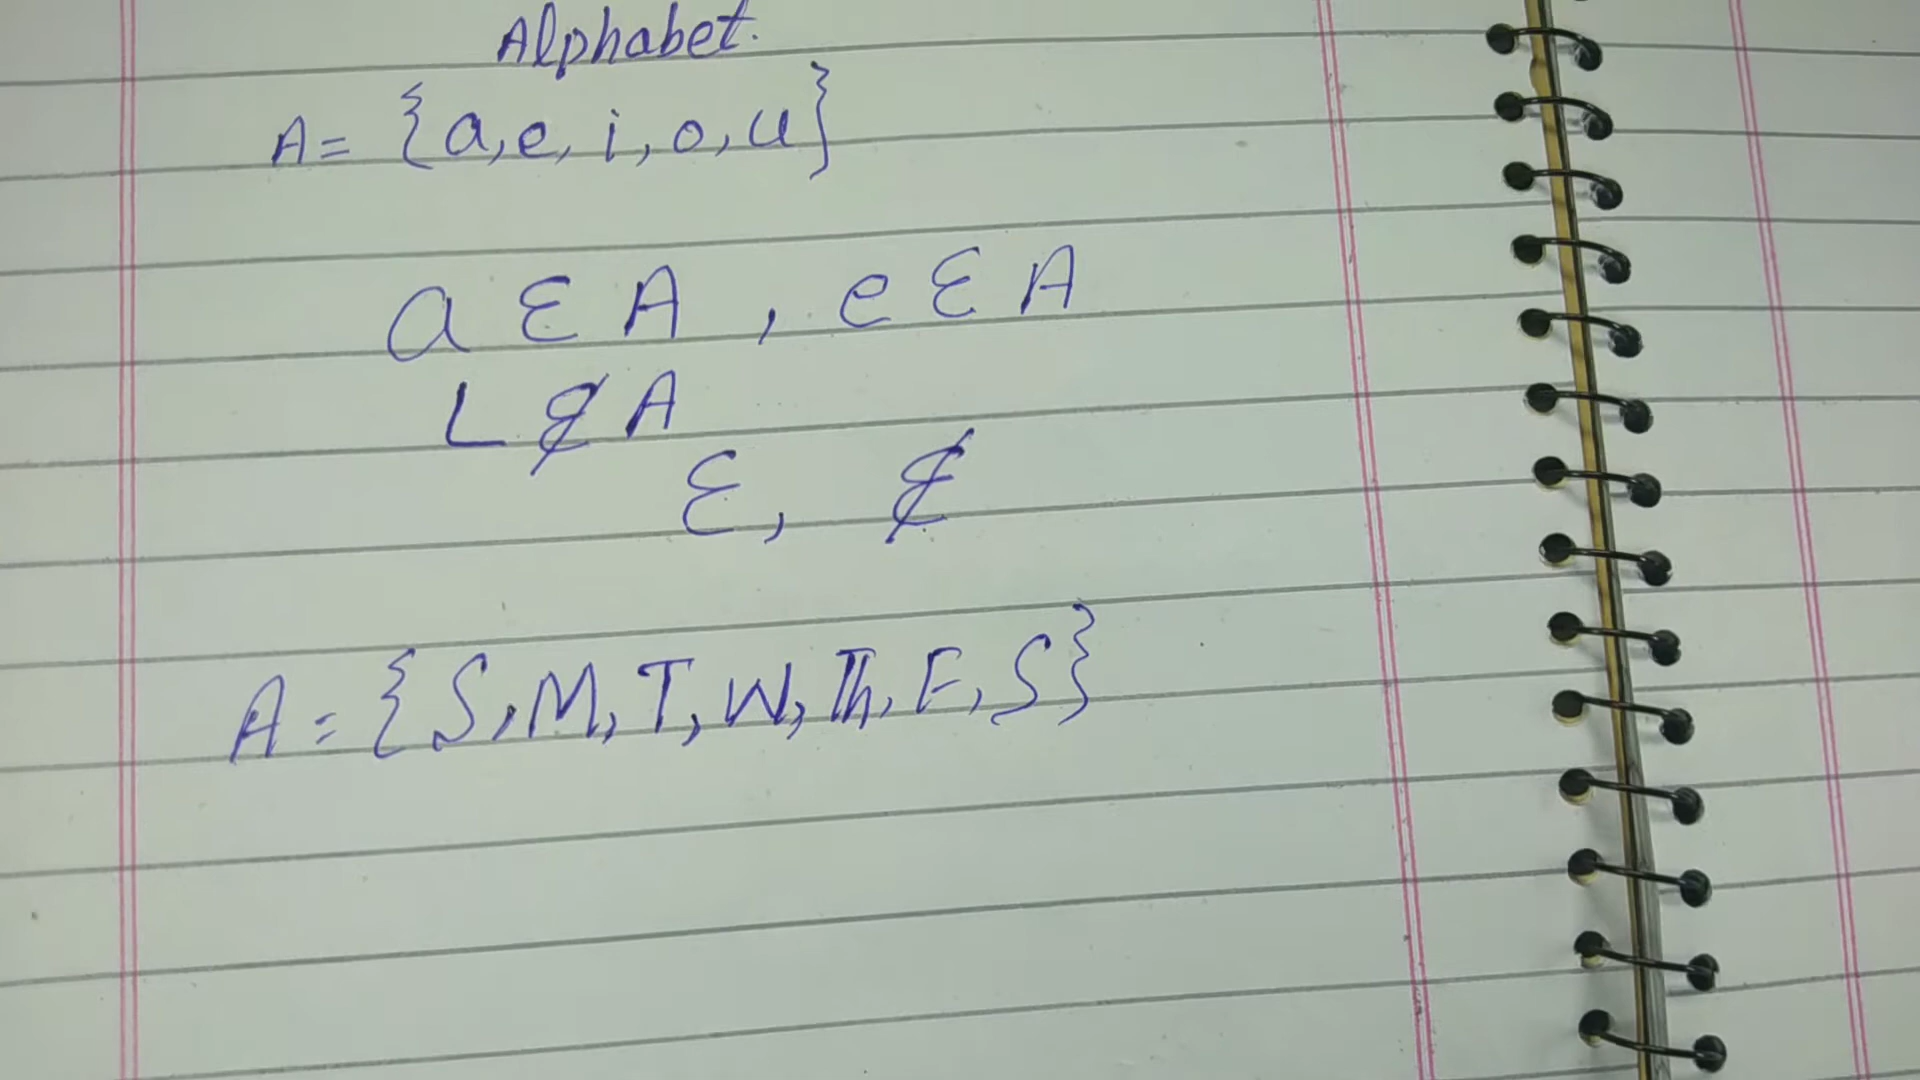 Alphabet.
A = {a, e, i, o, u}
a ∈ A , e ∈ A
L ∉ A
∈, ∉
A = {S, M, T, W, Th, F, S}